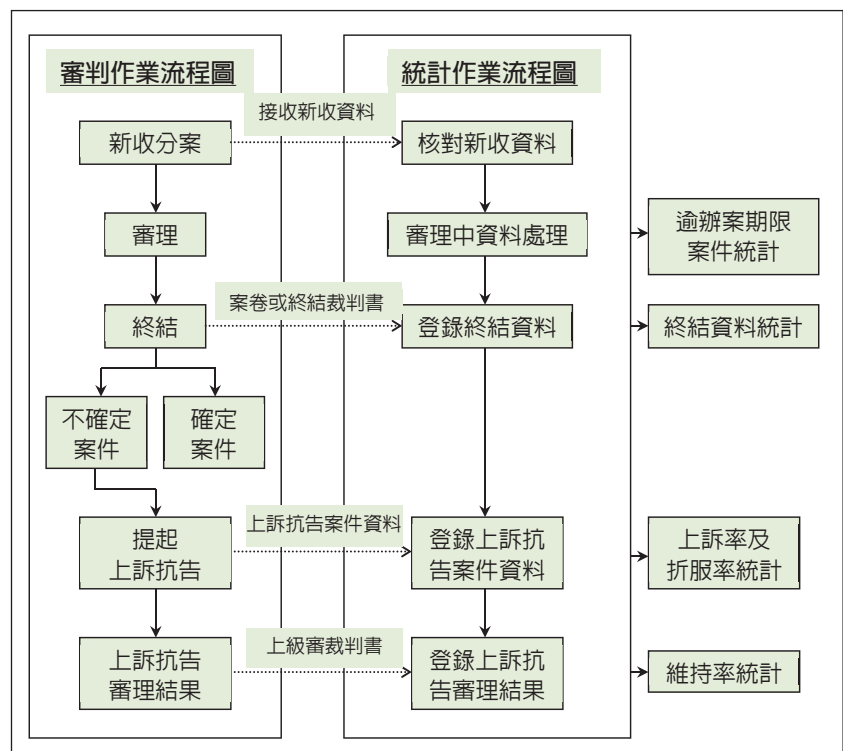 審判作業流程圖
統計作業流程圖
接收新收資料
新收分案
核對新收資料
審理
審理中資料處理
逾辦案期限
案件統計
案卷或終結裁判書
終結
登錄終結資料
終結資料統計
不確定
案件
確定
案件
上訴抗告案件資料
提起
上訴抗告
登錄上訴抗
告案件資料
上訴率及
折服率統計
上級審裁判書
上訴抗告
審理結果
登錄上訴抗
告審理結果
維持率統計